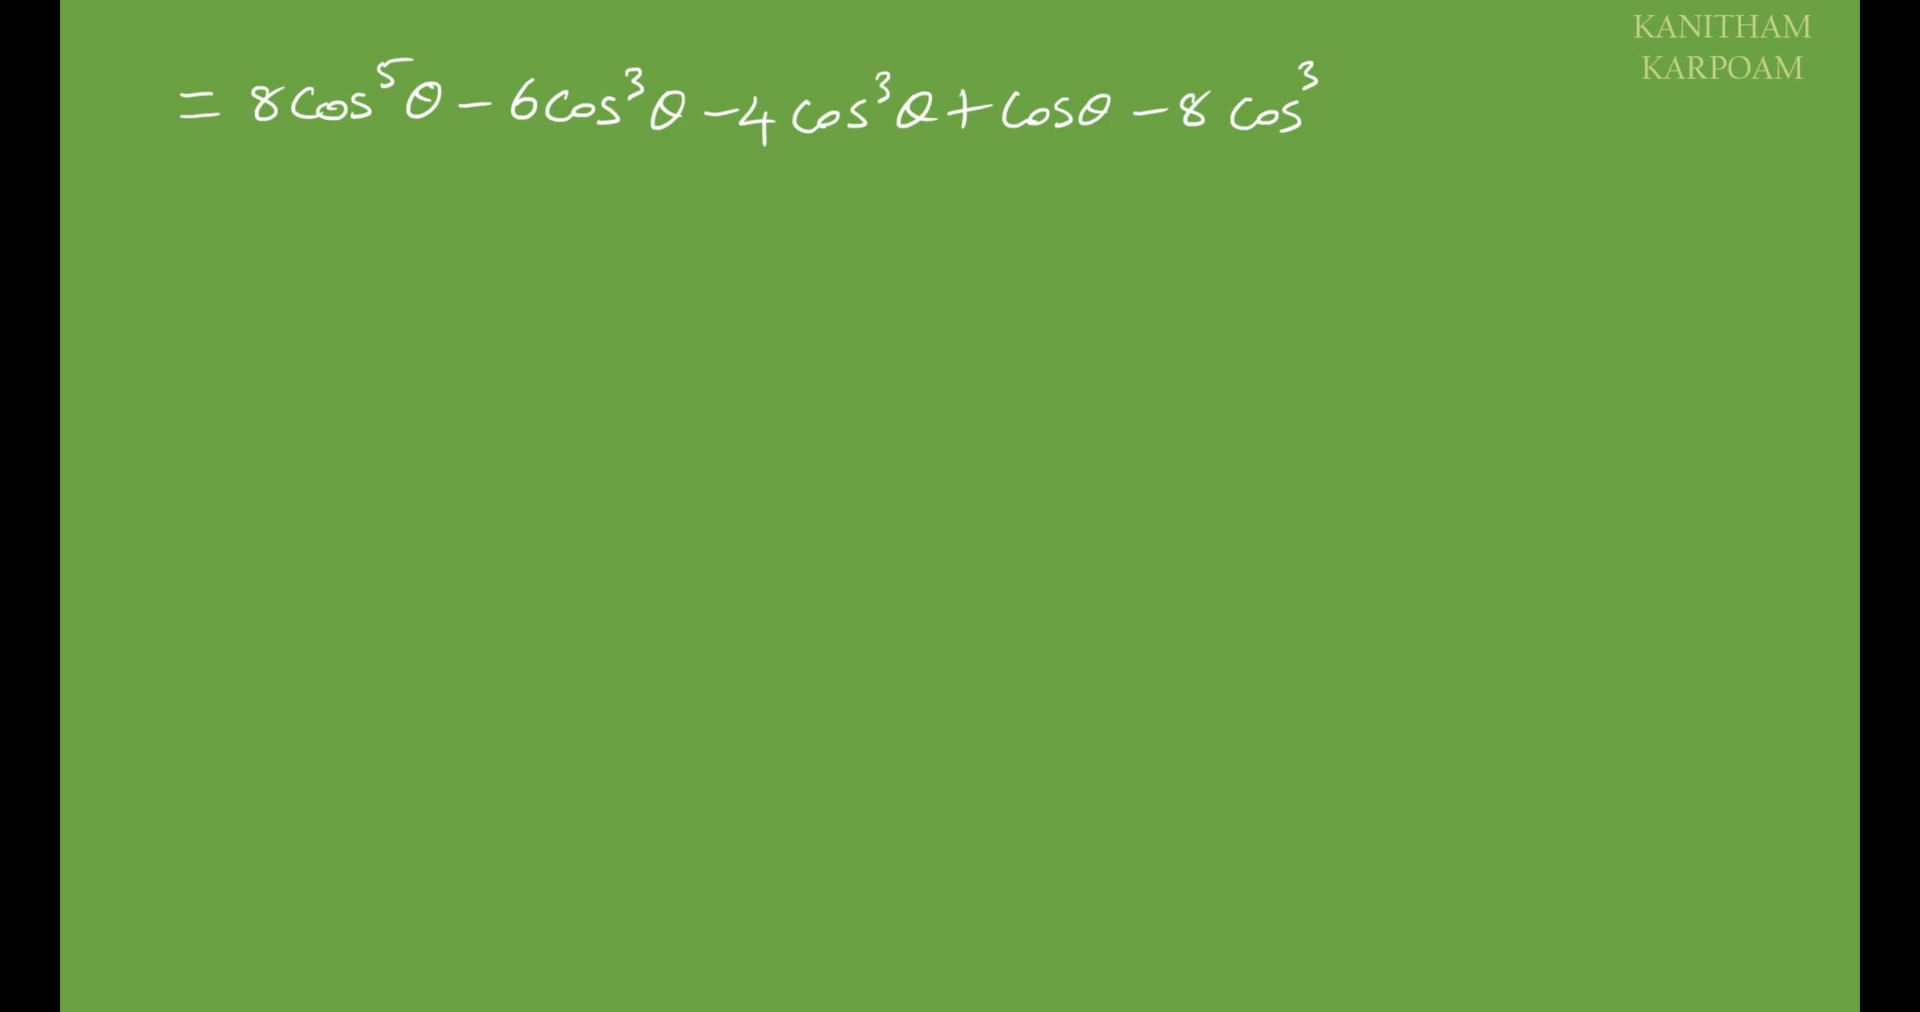 KANITHAM
KARPOAM
= 8cos⁵θ - 6cos³θ - 4cos³θ + cosθ - 8cos³